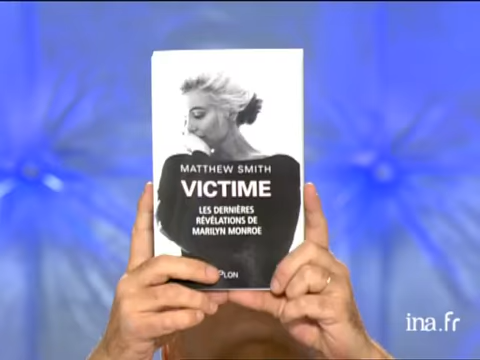 MATTHEW SMITH
VICTIME
LES DERNIÈRES
RÉVÉLATIONS DE
MARILYN MONROE
PLON
ina.fr